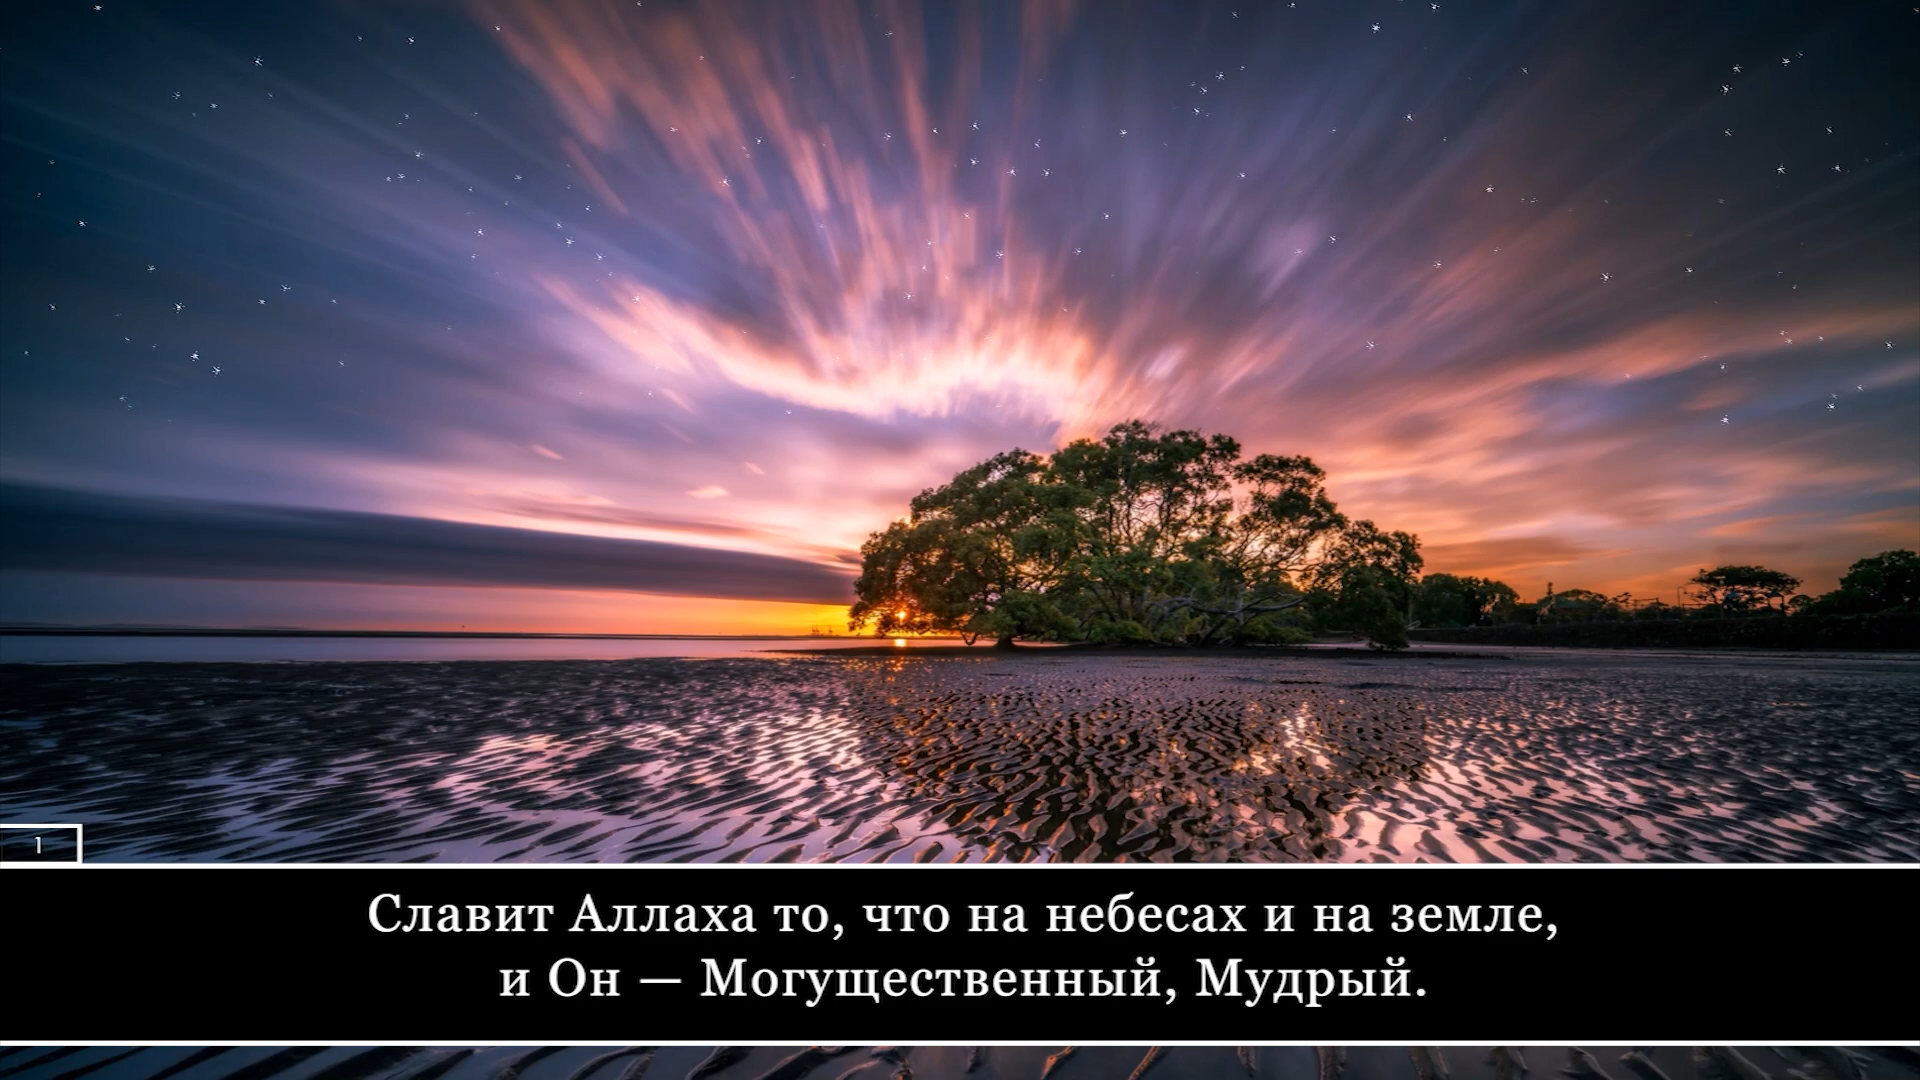 1
Славит Аллаха то, что на небесах и на земле,
и Он — Могущественный, Мудрый.